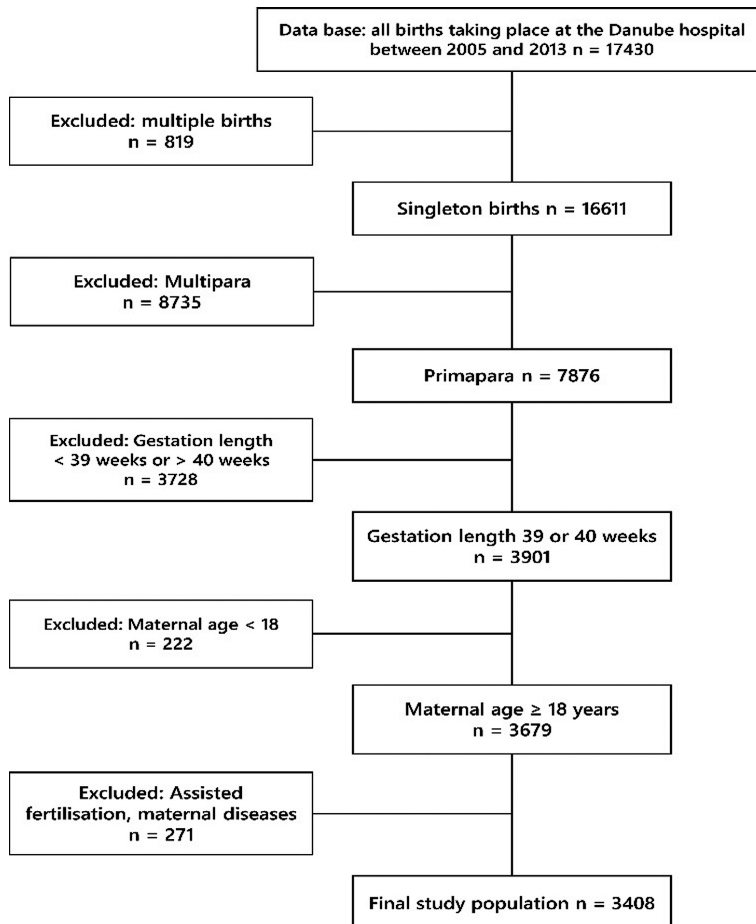 Data base: all births taking place at the Danube hospital
between 2005 and 2013 n = 17430
Excluded: multiple births
n = 819
Singleton births n = 16611
Excluded: Multipara
n = 8735
Primapara n = 7876
Excluded: Gestation length
< 39 weeks or > 40 weeks
n = 3728
Gestation length 39 or 40 weeks
n = 3901
Excluded: Maternal age < 18
n = 222
Maternal age ≥ 18 years
n = 3679
Excluded: Assisted
fertilisation, maternal diseases
n = 271
Final study population n = 3408